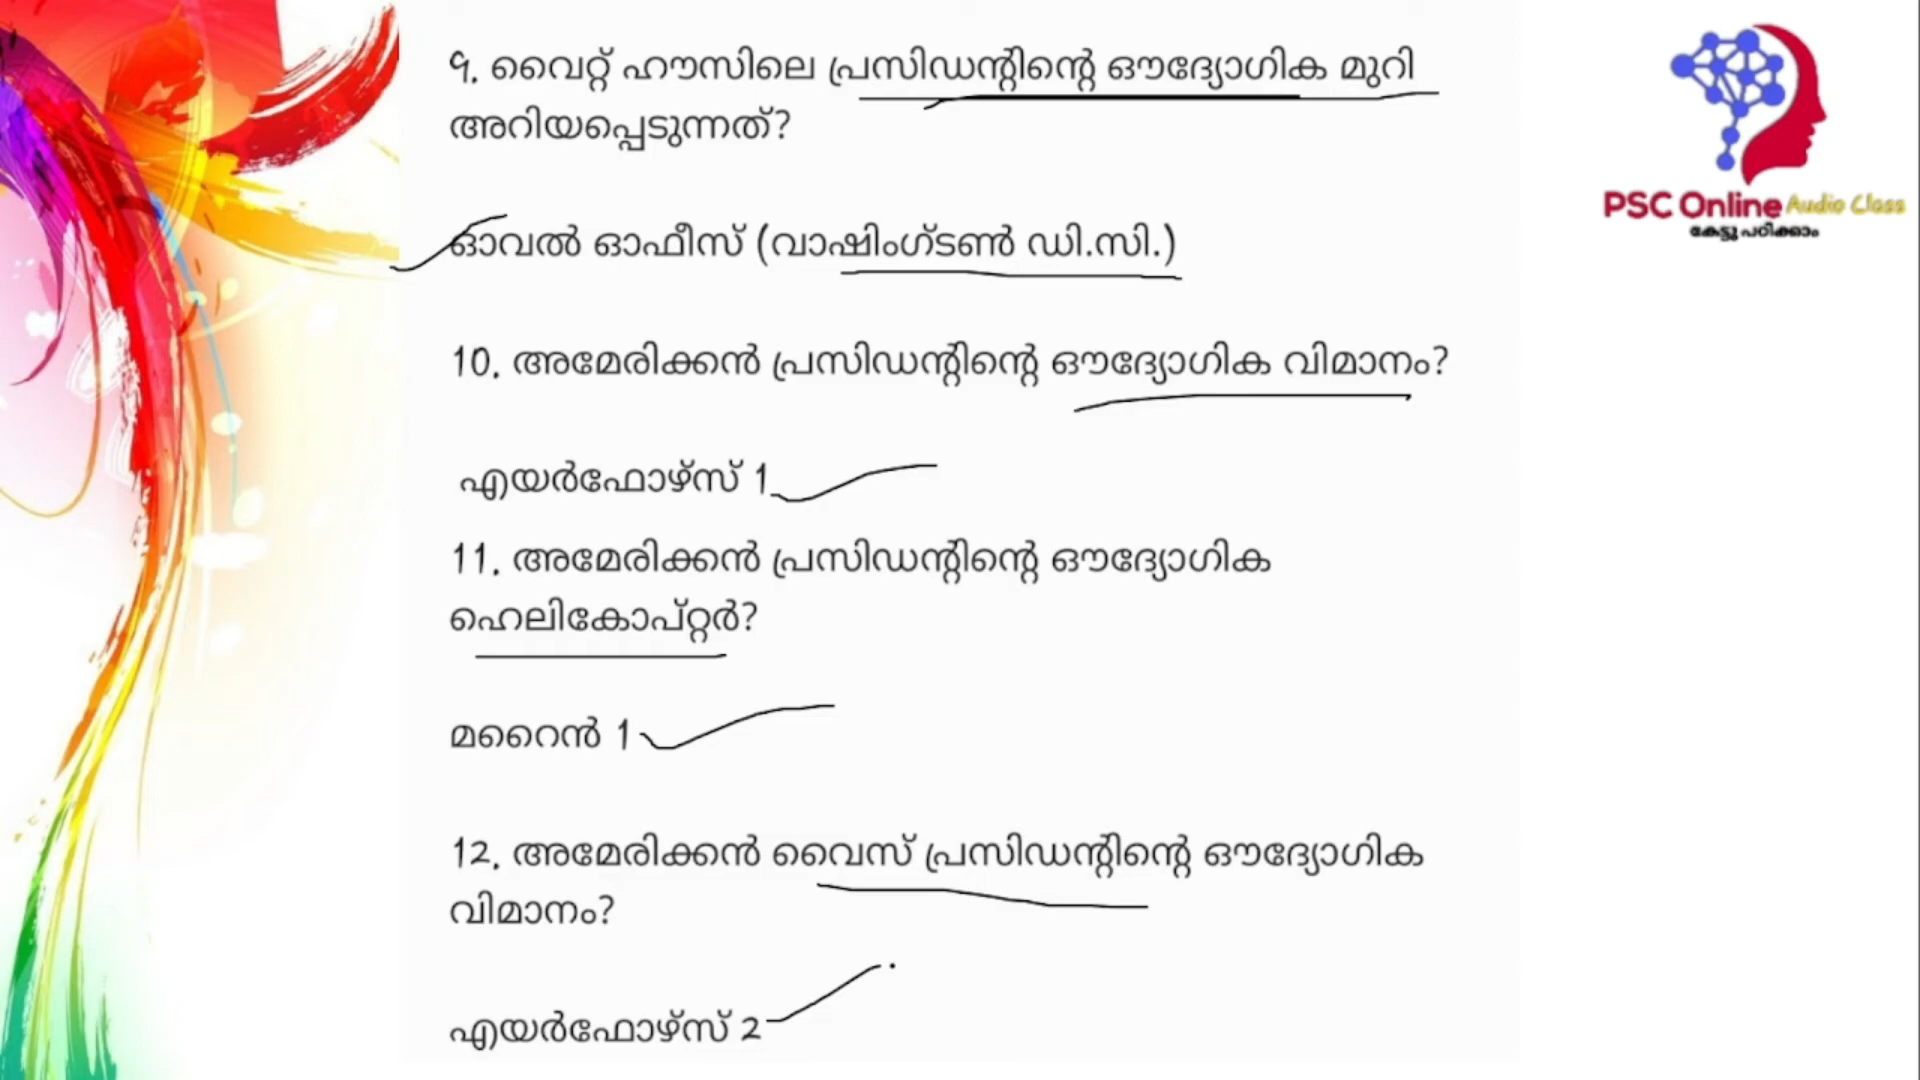 9. വൈറ്റ് ഹൗസിലെ പ്രസിഡന്റിന്റെ ഔദ്യോഗിക മുറി
അറിയപ്പെടുന്നത്?
ഓവൽ ഓഫീസ് (വാഷിംഗ്ടൺ ഡി.സി.)
10. അമേരിക്കൻ പ്രസിഡന്റിന്റെ ഔദ്യോഗിക വിമാനം?
എയർഫോഴ്സ് 1
11. അമേരിക്കൻ പ്രസിഡന്റിന്റെ ഔദ്യോഗിക
ഹെലികോപ്റ്റർ?
മറൈൻ 1
12. അമേരിക്കൻ വൈസ് പ്രസിഡന്റിന്റെ ഔദ്യോഗിക
വിമാനം?
എയർഫോഴ്സ് 2
PSC Online Audio Class
കേട്ടു പഠിക്കാം